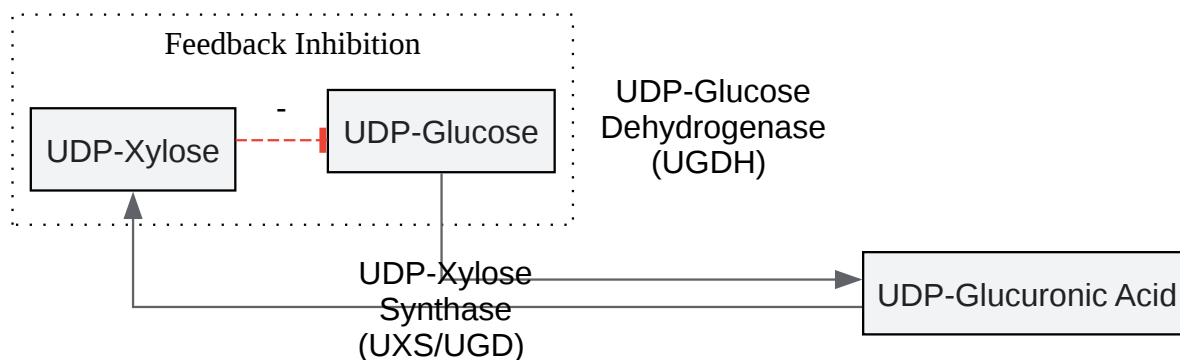 Feedback Inhibition
-
UDP-Xylose
UDP-Glucose
UDP-Glucose
Dehydrogenase
(UGDH)
UDP-Xylose
Synthase
(UXS/UGD)
UDP-Glucuronic Acid